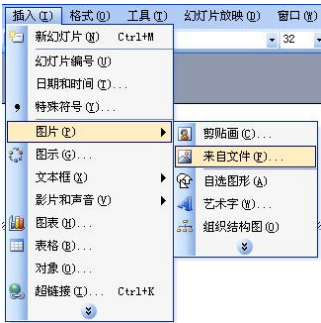 插入(I) 格式(O) 工具(T) 幻灯片放映(D) 窗口(W)
新幻灯片(N) Ctrl+M
32
幻灯片编号(U)
日期和时间(T)...
特殊符号(Y)...
图片(P)
剪贴画(C)...
图示(G)...
来自文件(F)...
文本框(X)
自选图形(A)
影片和声音(V)
艺术字(W)...
图表(H)...
组织结构图(O)
表格(B)...
对象(O)...
超链接(I)... Ctrl+K